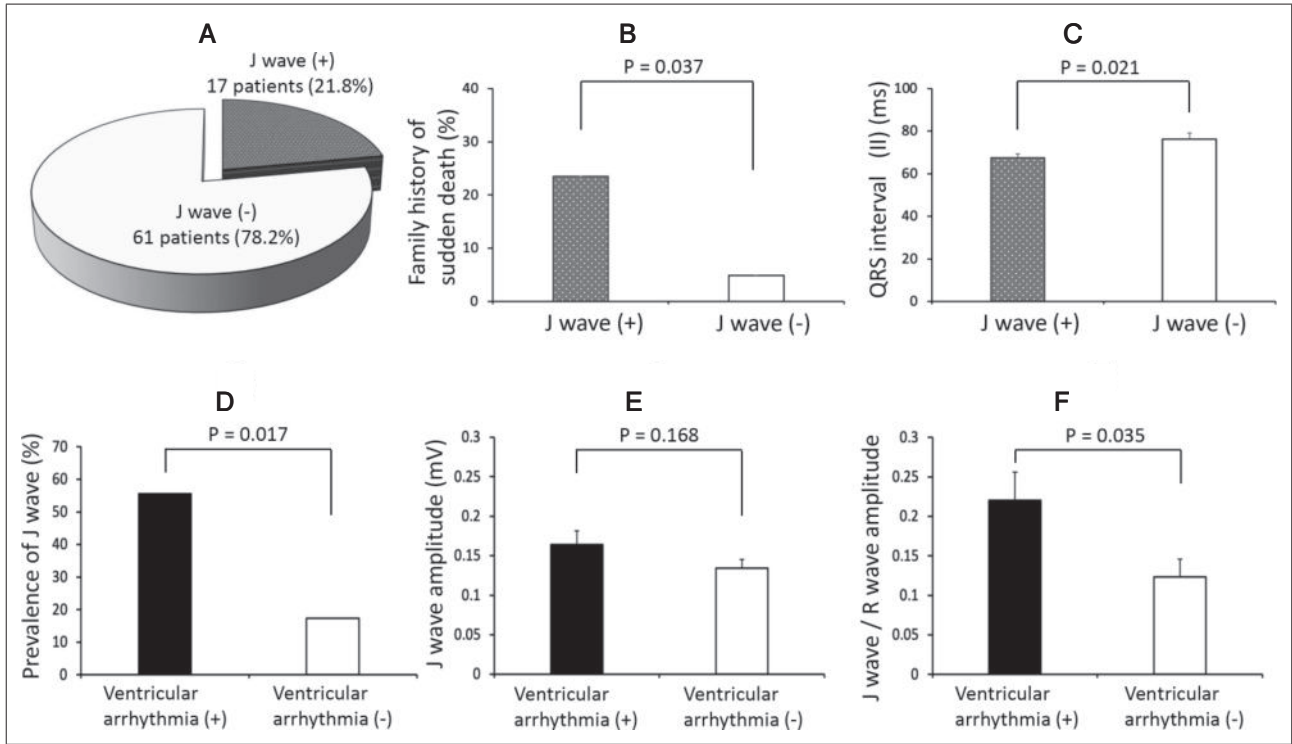 A
J wave (+)
17 patients (21.8%)
J wave (-)
61 patients (78.2%)
B
P = 0.037
Family history of
sudden death (%)
40
30
20
10
0
J wave (+)
J wave (-)
C
P = 0.021
QRS interval (II) (ms)
100
80
60
40
20
0
J wave (+)
J wave (-)
D
P = 0.017
Prevalence of J wave (%)
70
60
50
40
30
20
10
0
Ventricular
arrhythmia (+)
Ventricular
arrhythmia (-)
E
P = 0.168
J wave amplitude (mV)
0.3
0.25
0.2
0.15
0.1
0.05
0
Ventricular
arrhythmia (+)
Ventricular
arrhythmia (-)
F
P = 0.035
J wave / R wave amplitude
0.3
0.25
0.2
0.15
0.1
0.05
0
Ventricular
arrhythmia (+)
Ventricular
arrhythmia (-)